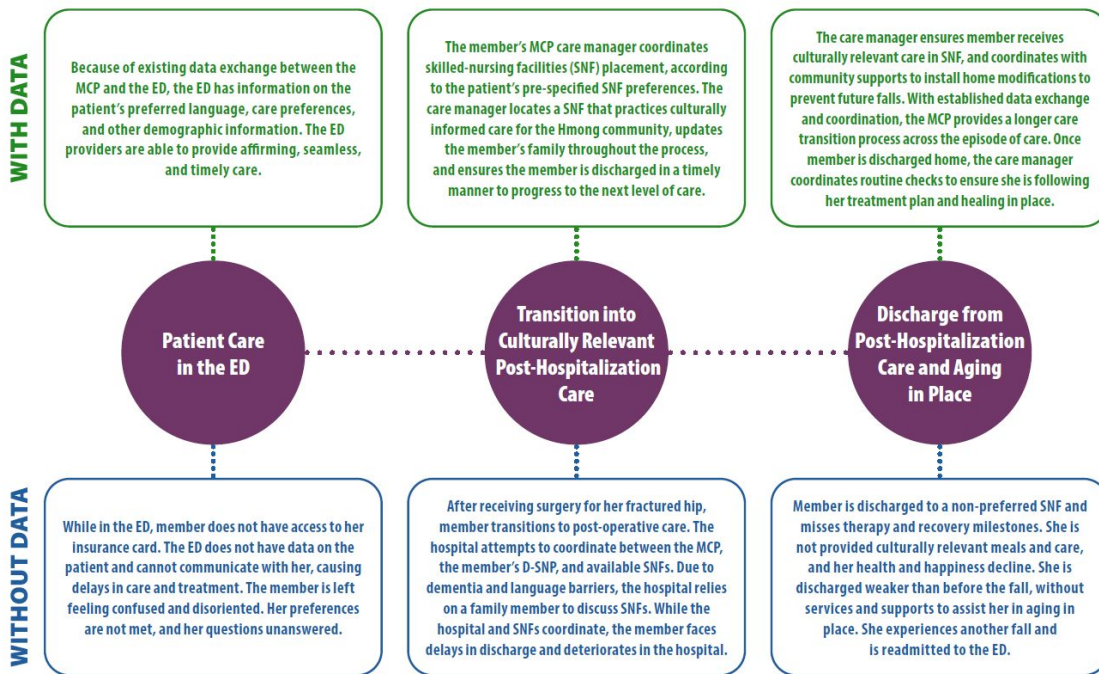 WITH DATA
Because of existing data exchange between the
MCP and the ED, the ED has information on the
patient's preferred language, care preferences,
and other demographic information. The ED
providers are able to provide affirming, seamless,
and timely care.
The member's MCP care manager coordinates
skilled-nursing facilities (SNF) placement, according
to the patient's pre-specified SNF preferences. The
care manager locates a SNF that practices culturally
informed care for the Hmong community, updates
the member's family throughout the process,
and ensures the member is discharged in a timely
manner to progress to the next level of care.
The care manager ensures member receives
culturally relevant care in SNF, and coordinates with
community supports to install home modifications to
prevent future falls. With established data exchange
and coordination, the MCP provides a longer care
transition process across the episode of care. Once
member is discharged home, the care manager
coordinates routine checks to ensure she is following
her treatment plan and healing in place.
Patient Care
in the ED
Transition into
Culturally Relevant
Post-Hospitalization
Care
Discharge from
Post-Hospitalization
Care and Aging
in Place
WITHOUT DATA
While in the ED, member does not have access to her
insurance card. The ED does not have data on the
patient and cannot communicate with her, causing
delays in care and treatment. The member is left
feeling confused and disoriented. Her preferences
are not met, and her questions unanswered.
After receiving surgery for her fractured hip,
member transitions to post-operative care. The
hospital attempts to coordinate between the MCP,
the member's D-SNP, and available SNFs. Due to
dementia and language barriers, the hospital relies
on a family member to discuss SNFs. While the
hospital and SNFs coordinate, the member faces
delays in discharge and deteriorates in the hospital.
Member is discharged to a non-preferred SNF and
misses therapy and recovery milestones. She is
not provided culturally relevant meals and care,
and her health and happiness decline. She is
discharged weaker than before the fall, without
services and supports to assist her in aging in
place. She experiences another fall and
is readmitted to the ED.